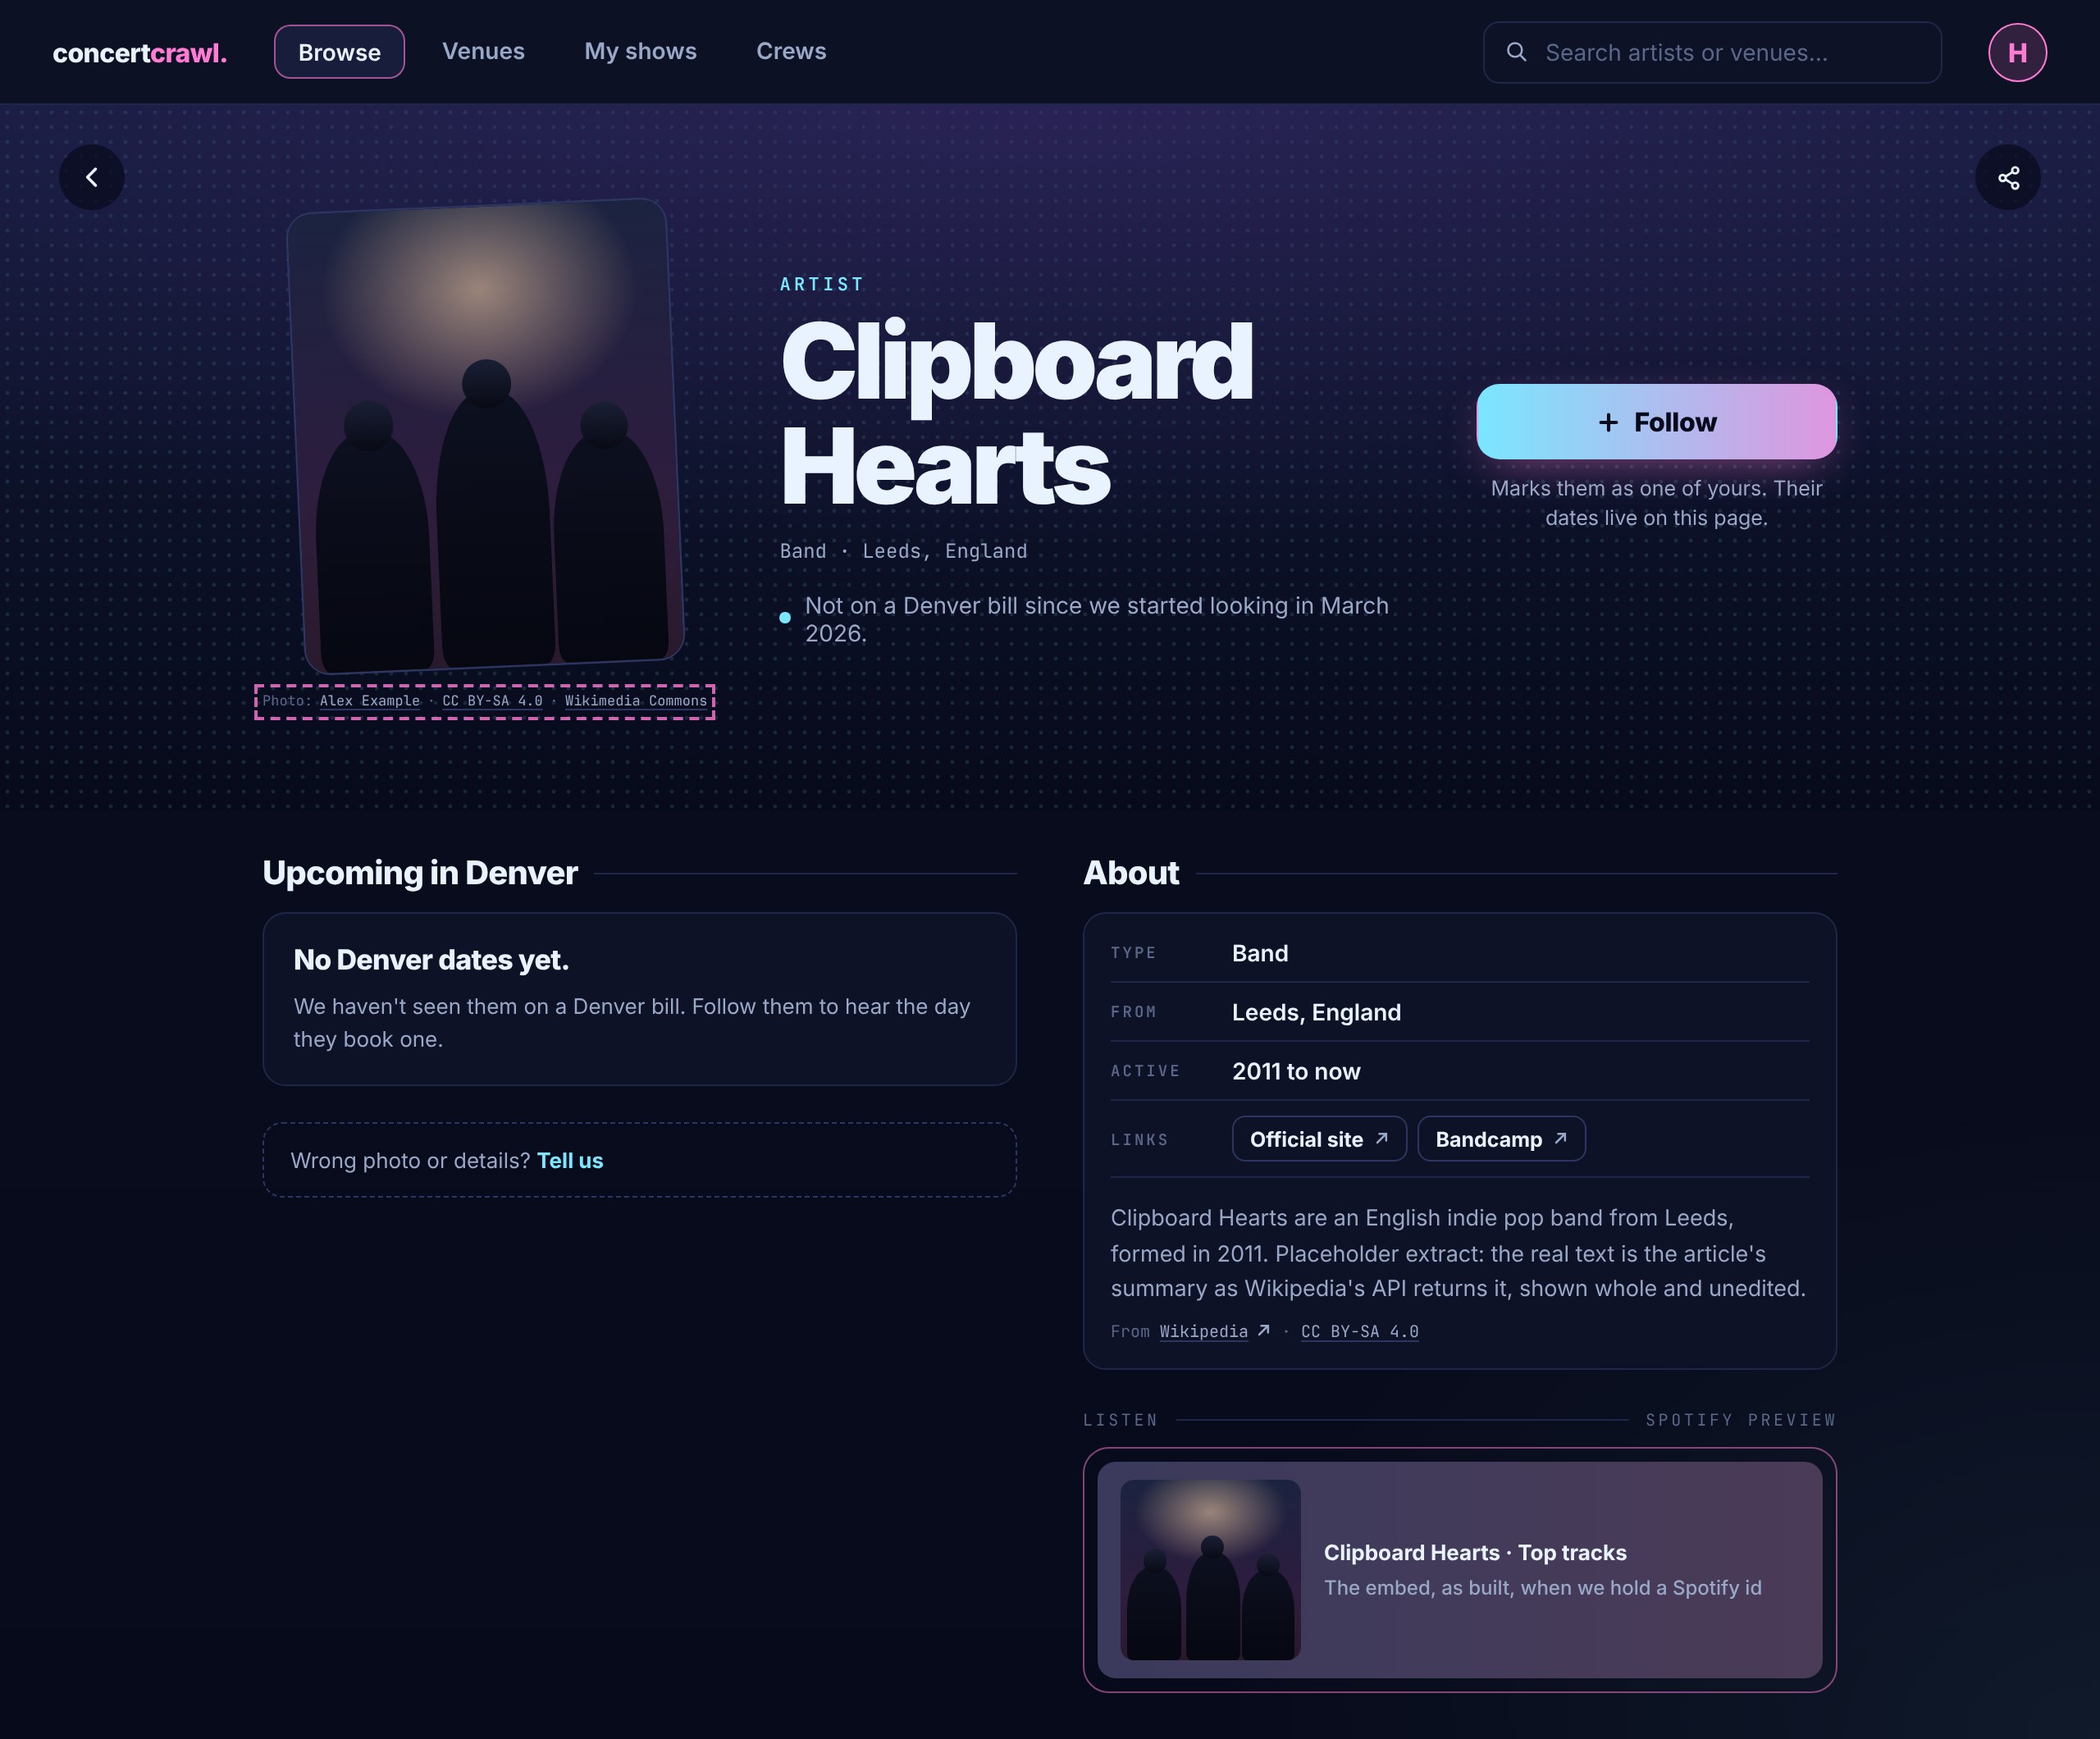 concertcrawl.
Browse
Venues
My shows
Crews
Search artists or venues...
H
ARTIST
Clipboard
Hearts
Band · Leeds, England
Not on a Denver bill since we started looking in March
2026.
+ Follow
Marks them as one of yours. Their
dates live on this page.
Photo: Alex Example · CC BY-SA 4.0 · Wikimedia Commons
Upcoming in Denver
No Denver dates yet.
We haven't seen them on a Denver bill. Follow them to hear the day
they book one.
Wrong photo or details? Tell us
About
TYPE Band
FROM Leeds, England
ACTIVE 2011 to now
LINKS Official site ↗ Bandcamp ↗
Clipboard Hearts are an English indie pop band from Leeds,
formed in 2011. Placeholder extract: the real text is the article's
summary as Wikipedia's API returns it, shown whole and unedited.
From Wikipedia ↗ · CC BY-SA 4.0
LISTEN
SPOTIFY PREVIEW
Clipboard Hearts · Top tracks
The embed, as built, when we hold a Spotify id